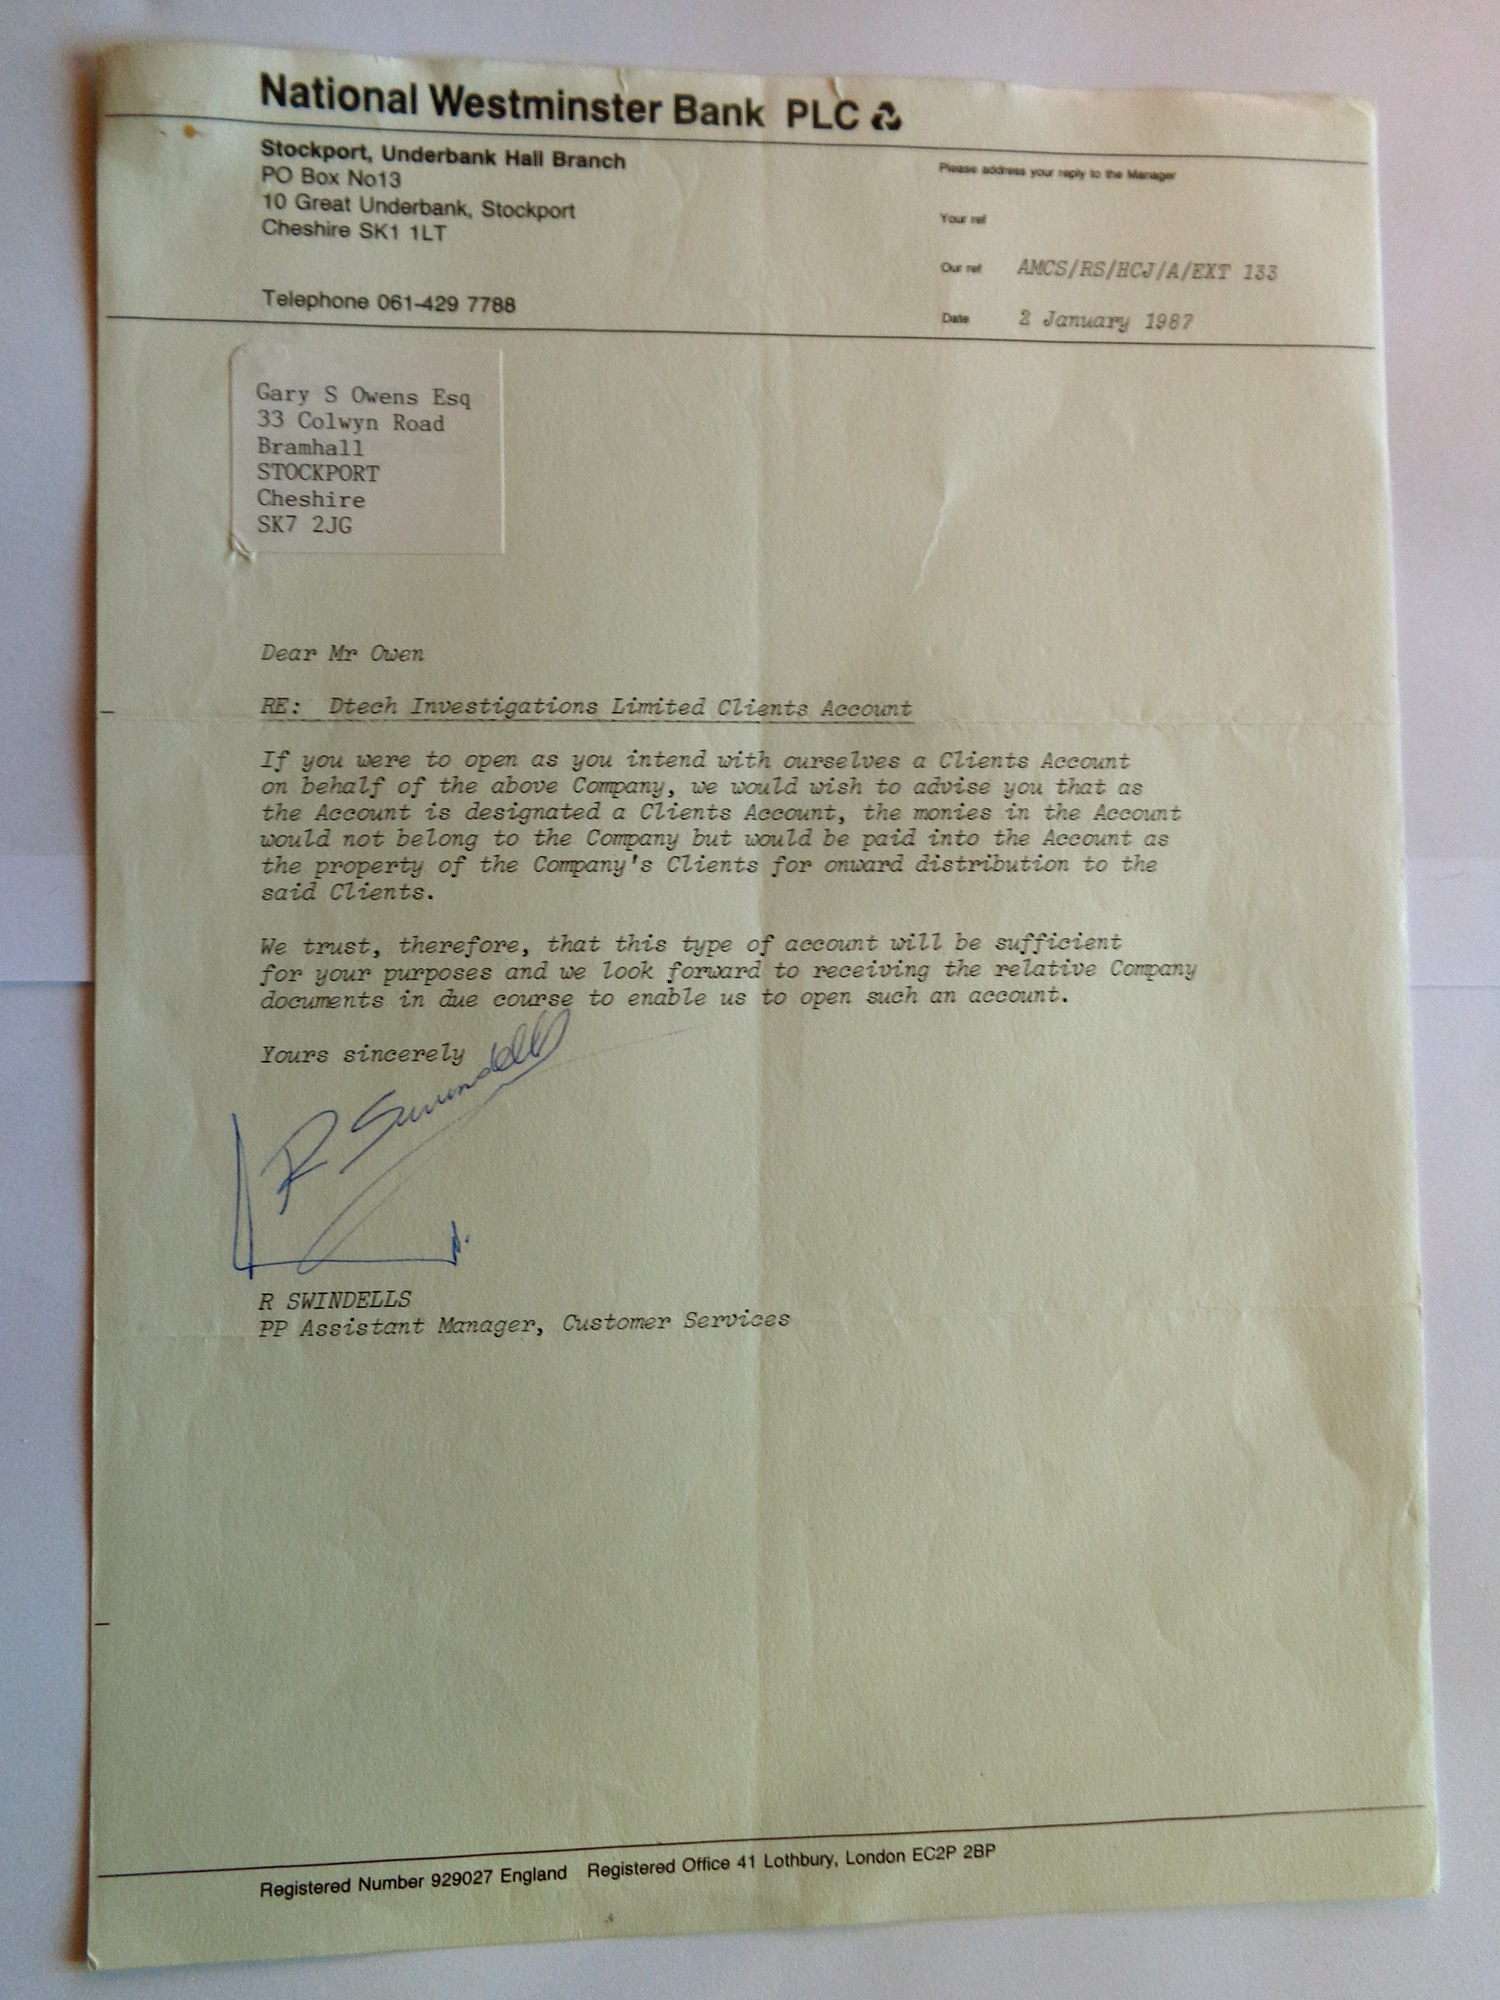 National Westminster Bank PLC
Stockport, Underbank Hall Branch
PO Box No13
10 Great Underbank, Stockport
Cheshire SK1 1LT
Telephone 061-429 7788
Please address your reply to the Manager
Your ref
Our ref AMCS/RS/HCJ/A/EXT 133
Date 2 January 1987
Gary S Owens Esq
33 Colwyn Road
Bramhall
STOCKPORT
Cheshire
SK7 2JG
Dear Mr Owen
RE: Dtech Investigations Limited Clients Account
If you were to open as you intend with ourselves a Clients Account
on behalf of the above Company, we would wish to advise you that as
the Account is designated a Clients Account, the monies in the Account
would not belong to the Company but would be paid into the Account as
the property of the Company's Clients for onward distribution to the
said Clients.
We trust, therefore, that this type of account will be sufficient
for your purposes and we look forward to receiving the relative Company
documents in due course to enable us to open such an account.
Yours sincerely
R Swindells
R SWINDELLS
PP Assistant Manager, Customer Services
Registered Number 929027 England Registered Office 41 Lothbury, London EC2P 2BP